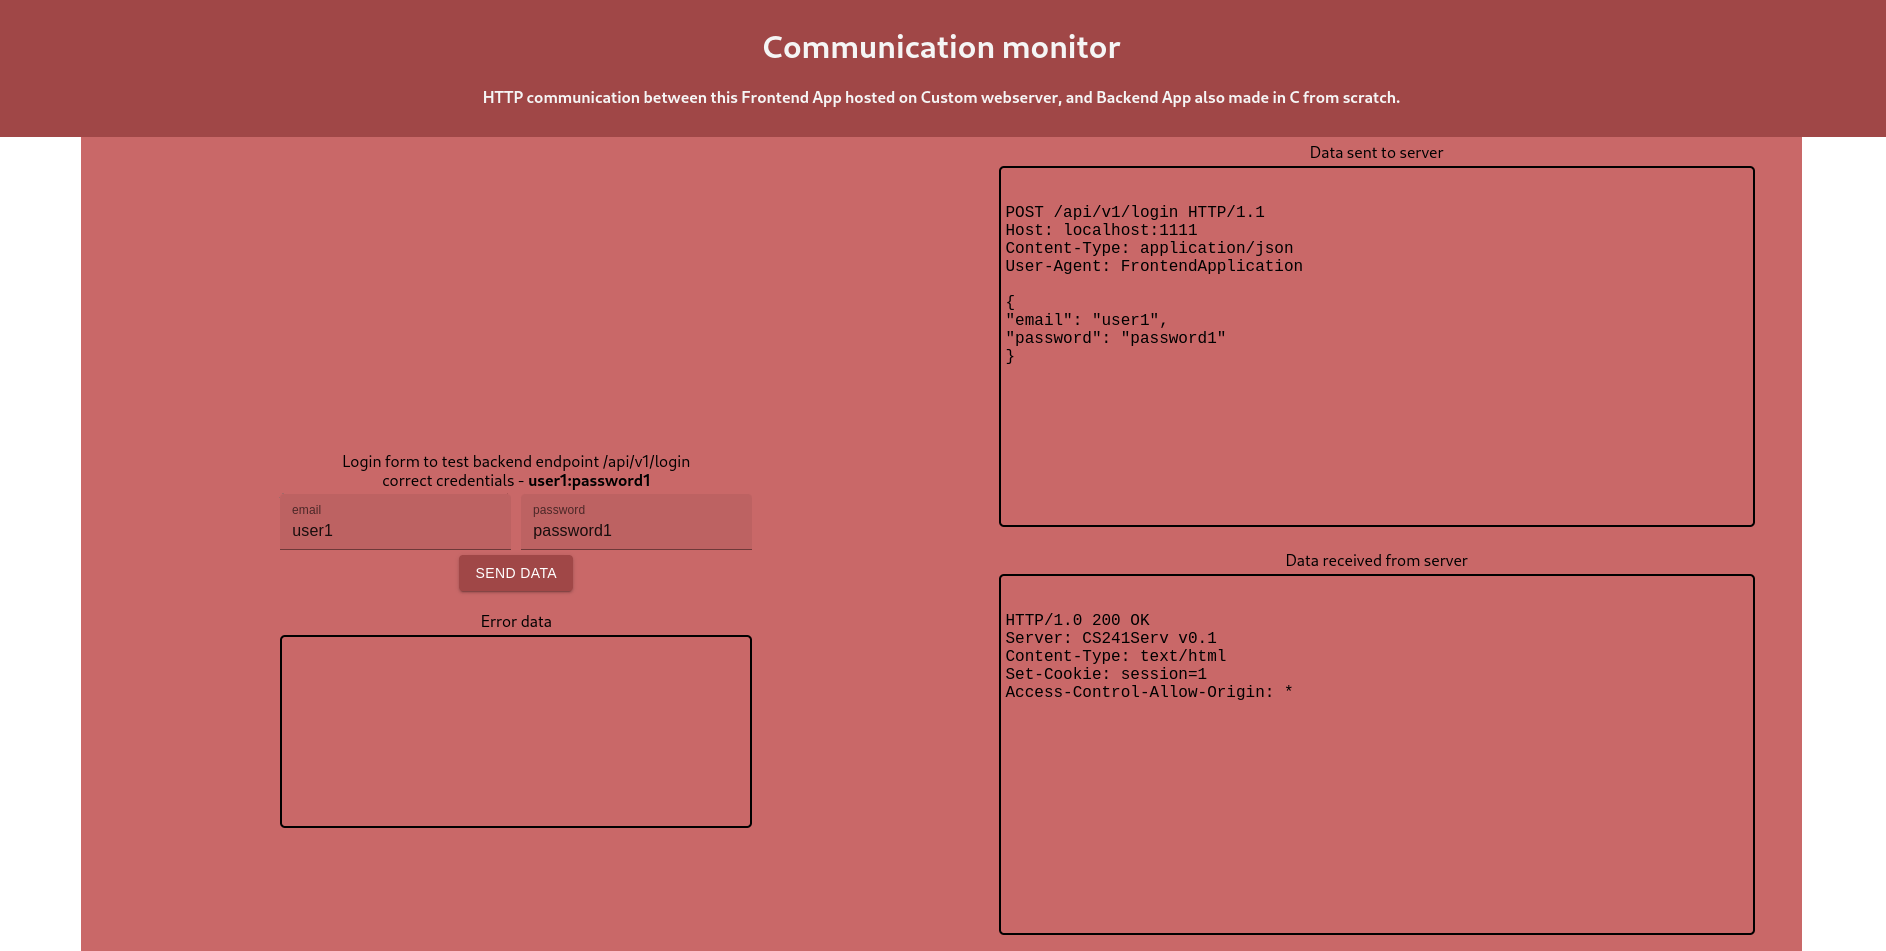 Communication monitor
HTTP communication between this Frontend App hosted on Custom webserver, and Backend App also made in C from scratch.
Login form to test backend endpoint /api/v1/login
correct credentials - user1:password1
email
user1
password
password1
SEND DATA
Error data
Data sent to server
POST /api/v1/login HTTP/1.1
Host: localhost:1111
Content-Type: application/json
User-Agent: FrontendApplication
{
"email": "user1",
"password": "password1"
}
Data received from server
HTTP/1.0 200 OK
Server: CS241Serv v0.1
Content-Type: text/html
Set-Cookie: session=1
Access-Control-Allow-Origin: *